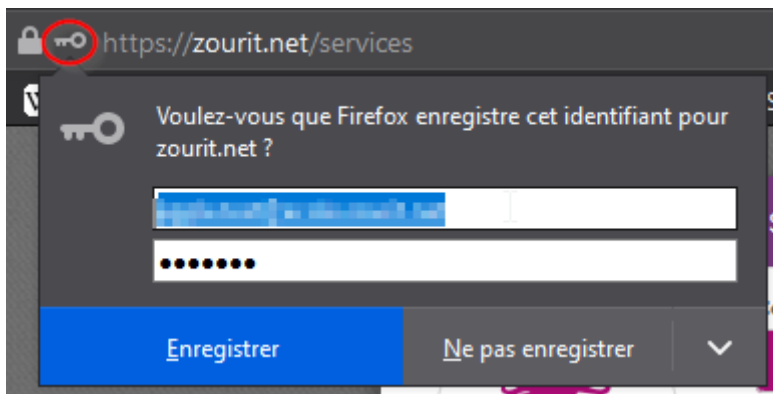 https://zourit.net/services
Voulez-vous que Firefox enregistre cet identifiant pour
zourit.net ?
•••••••
Enregistrer
Ne pas enregistrer